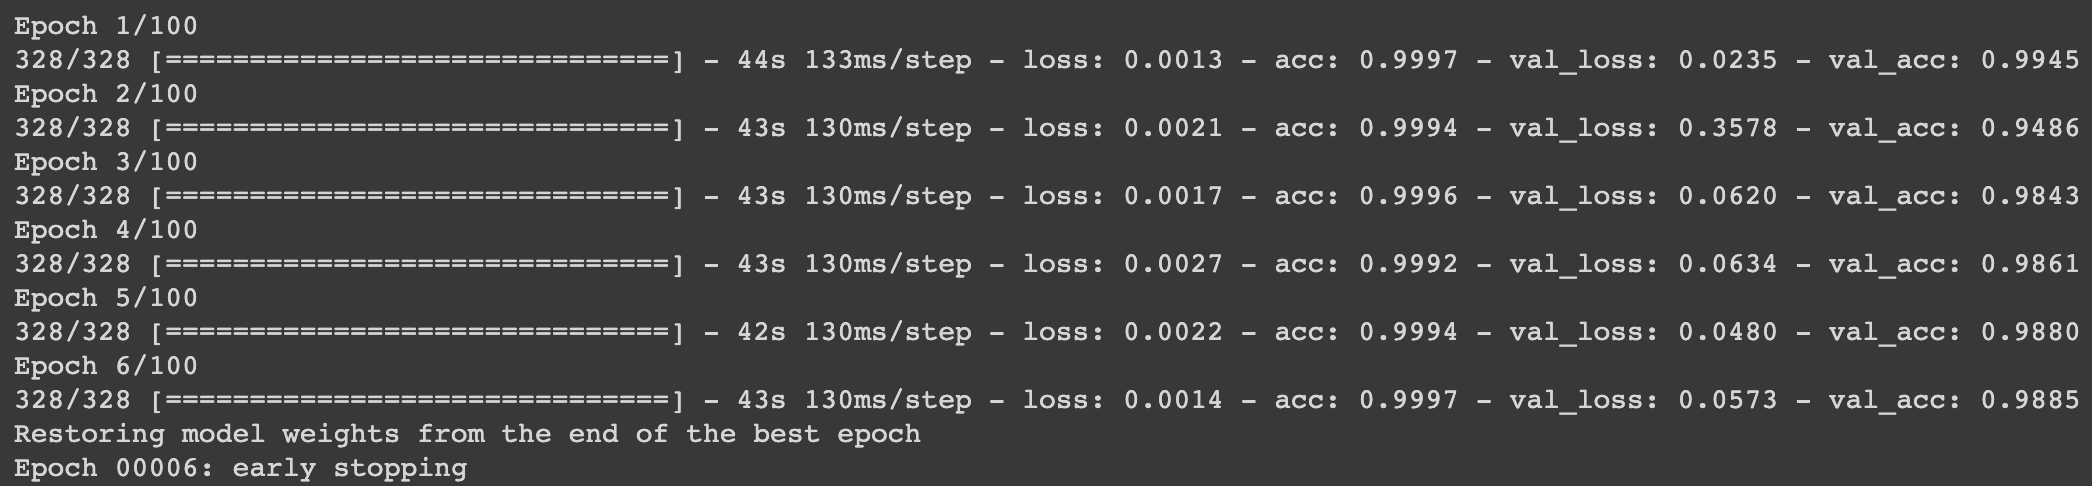 Epoch 1/100
328/328 [==============================] - 44s 133ms/step - loss: 0.0013 - acc: 0.9997 - val_loss: 0.0235 - val_acc: 0.9945
Epoch 2/100
328/328 [==============================] - 43s 130ms/step - loss: 0.0021 - acc: 0.9994 - val_loss: 0.3578 - val_acc: 0.9486
Epoch 3/100
328/328 [==============================] - 43s 130ms/step - loss: 0.0017 - acc: 0.9996 - val_loss: 0.0620 - val_acc: 0.9843
Epoch 4/100
328/328 [==============================] - 43s 130ms/step - loss: 0.0027 - acc: 0.9992 - val_loss: 0.0634 - val_acc: 0.9861
Epoch 5/100
328/328 [==============================] - 42s 130ms/step - loss: 0.0022 - acc: 0.9994 - val_loss: 0.0480 - val_acc: 0.9880
Epoch 6/100
328/328 [==============================] - 43s 130ms/step - loss: 0.0014 - acc: 0.9997 - val_loss: 0.0573 - val_acc: 0.9885
Restoring model weights from the end of the best epoch
Epoch 00006: early stopping